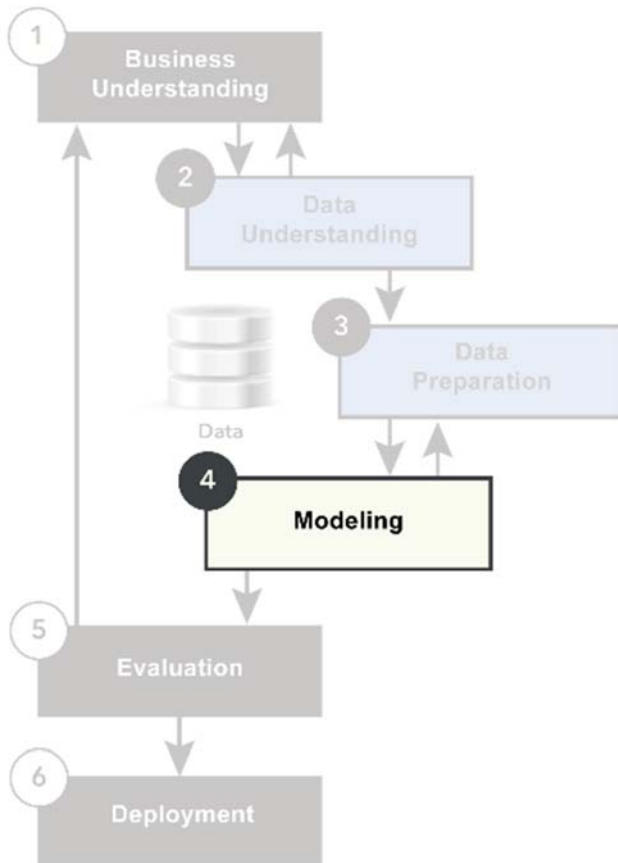 1
Business
Understanding
2
Data
Understanding
3
Data
Preparation
Data
4
Modeling
5
Evaluation
6
Deployment